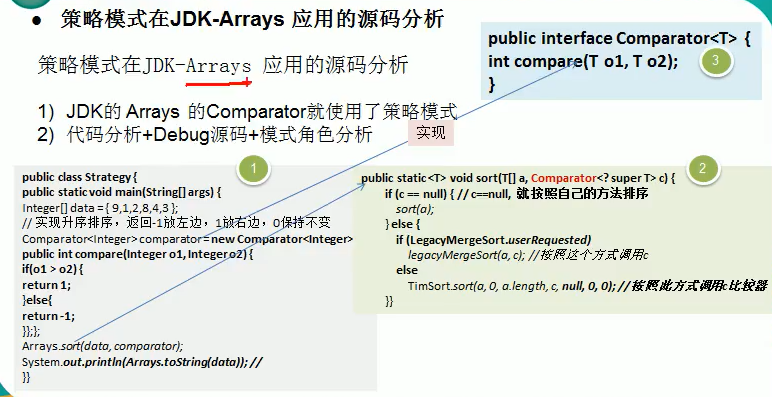 ● 策略模式在JDK-Arrays 应用的源码分析
策略模式在JDK-Arrays 应用的源码分析
1) JDK的 Arrays 的Comparator就使用了策略模式
2) 代码分析+Debug源码+模式角色分析
public interface Comparator<T> {
int compare(T o1, T o2);
}
3
实现
1
public class Strategy {
public static void main(String[] args) {
Integer[] data = { 9,1,2,8,4,3 };
// 实现升序排序，返回-1放左边，1放右边，0保持不变
Comparator<Integer> comparator = new Comparator<Integer>
public int compare(Integer o1, Integer o2) {
if(o1 > o2) {
return 1;
}else{
return -1;
}};};
Arrays.sort(data, comparator);
System.out.println(Arrays.toString(data)); //
}}
2
public static<T> void sort(T[] a, Comparator<? super T> c) {
if (c == null) { // c==null, 就按照自己的方法排序
sort(a);
} else {
if (LegacyMergeSort.userRequested)
legacyMergeSort(a, c); //按照这个方式调用c
else
TimSort.sort(a, 0, a.length, c, null, 0, 0); //按照此方式调用c比较器
}}